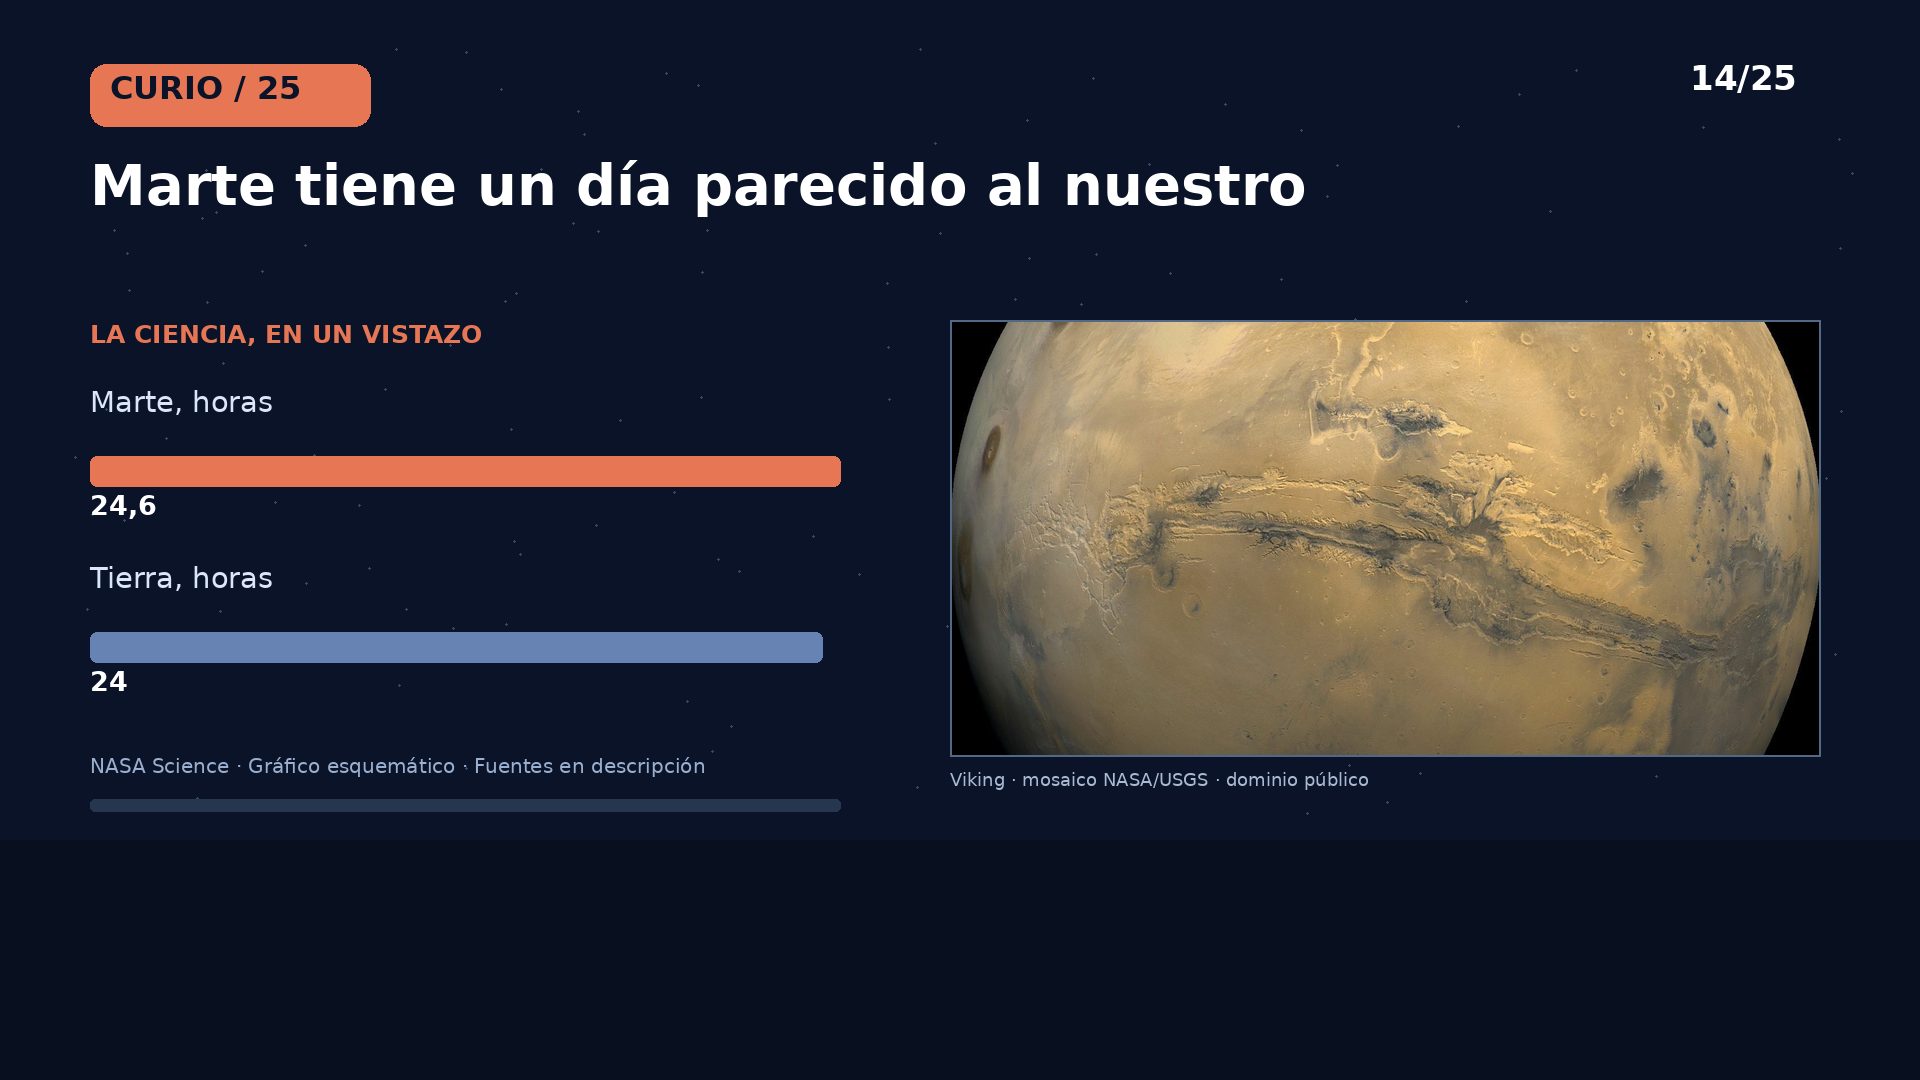 CURIO / 25
14/25
Marte tiene un día parecido al nuestro
LA CIENCIA, EN UN VISTAZO
Marte, horas
24,6
Tierra, horas
24
NASA Science · Gráfico esquemático · Fuentes en descripción
Viking · mosaico NASA/USGS · dominio público